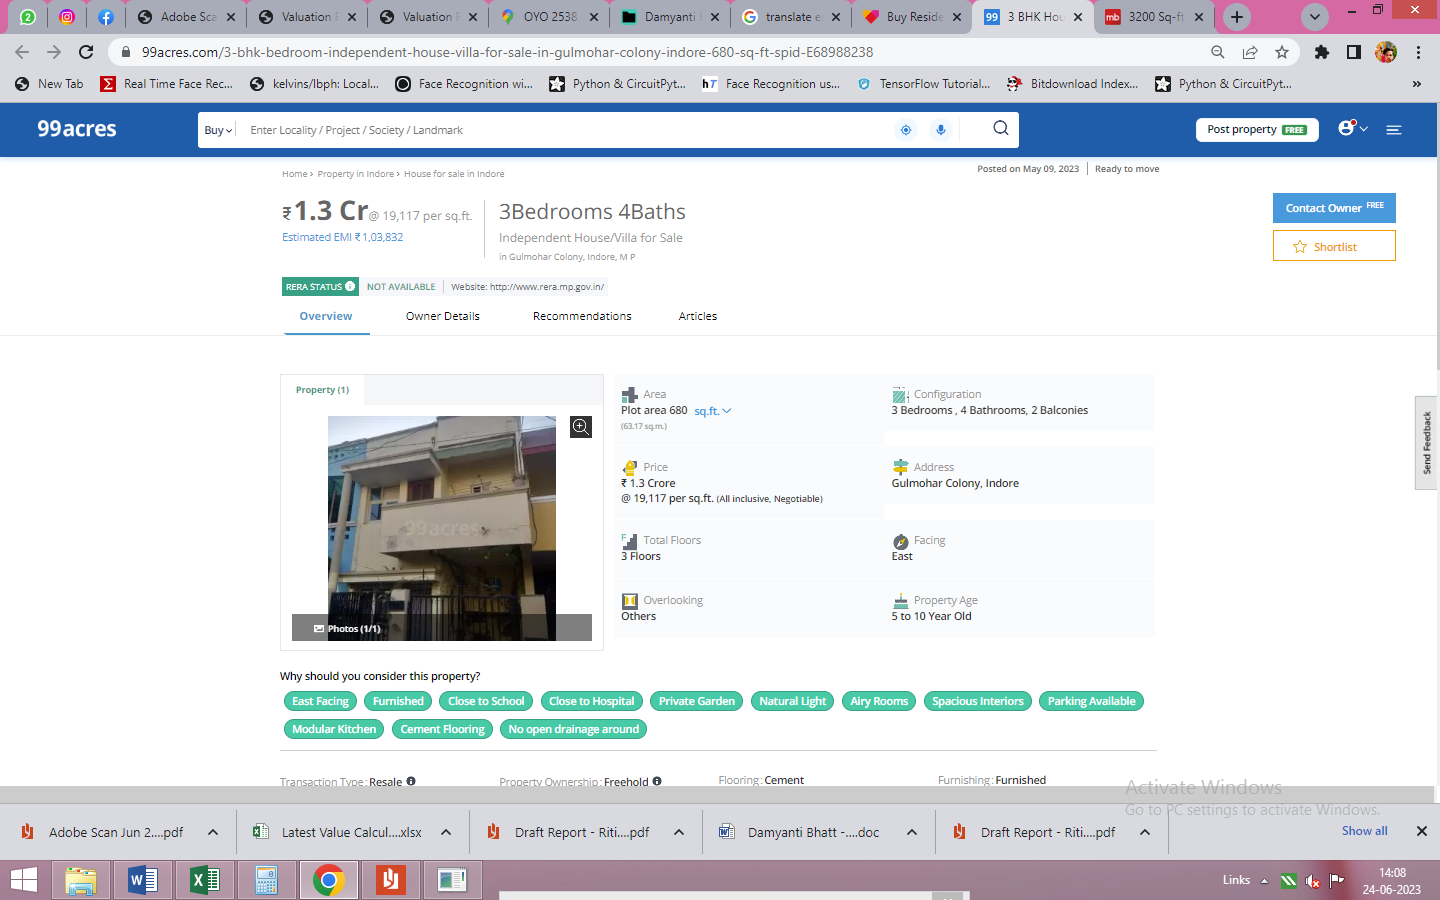 Adobe Sca
Valuation F
Valuation F
OYO 2538
Damyanti
translate e
Buy Reside
3 BHK Hou
3200 Sq-ft
99acres.com/3-bhk-bedroom-independent-house-villa-for-sale-in-gulmohar-colony-indore-680-sq-ft-spid-E68988238
New Tab
Real Time Face Rec...
kelvins/lbph: Local...
Face Recognition wi...
Python & CircuitPyt...
Face Recognition us...
TensorFlow Tutorial...
Bitdownload Index...
Python & CircuitPyt...
»
99acres
Buy
Enter Locality / Project / Society / Landmark
Post property FREE
Home › Property in Indore › House for sale in Indore
Posted on May 09, 2023 | Ready to move
₹ 1.3 Cr @ 19,117 per sq.ft.
Estimated EMI ₹ 1,03,832
3Bedrooms 4Baths
Independent House/Villa for Sale
in Gulmohar Colony, Indore, M P
Contact Owner FREE
Shortlist
RERA STATUS NOT AVAILABLE | Website: http://www.rera.mp.gov.in/
Overview
Owner Details
Recommendations
Articles
Property (1)
99acres
Photos (1/1)
Area
Plot area 680 sq.ft.
(63.17 sq.m.)
Configuration
3 Bedrooms , 4 Bathrooms, 2 Balconies
Price
₹ 1.3 Crore
@ 19,117 per sq.ft. (All inclusive, Negotiable)
Address
Gulmohar Colony, Indore
Total Floors
3 Floors
Facing
East
Overlooking
Others
Property Age
5 to 10 Year Old
Send Feedback
Why should you consider this property?
East Facing
Furnished
Close to School
Close to Hospital
Private Garden
Natural Light
Airy Rooms
Spacious Interiors
Parking Available
Modular Kitchen
Cement Flooring
No open drainage around
Transaction Type : Resale
Property Ownership : Freehold
Flooring : Cement
Furnishing : Furnished
Activate Windows
Go to PC settings to activate Windows.
Adobe Scan Jun 2....pdf
Latest Value Calcul....xlsx
Draft Report - Riti....pdf
Damyanti Bhatt -....doc
Draft Report - Riti....pdf
Show all
Links
14:08
24-06-2023